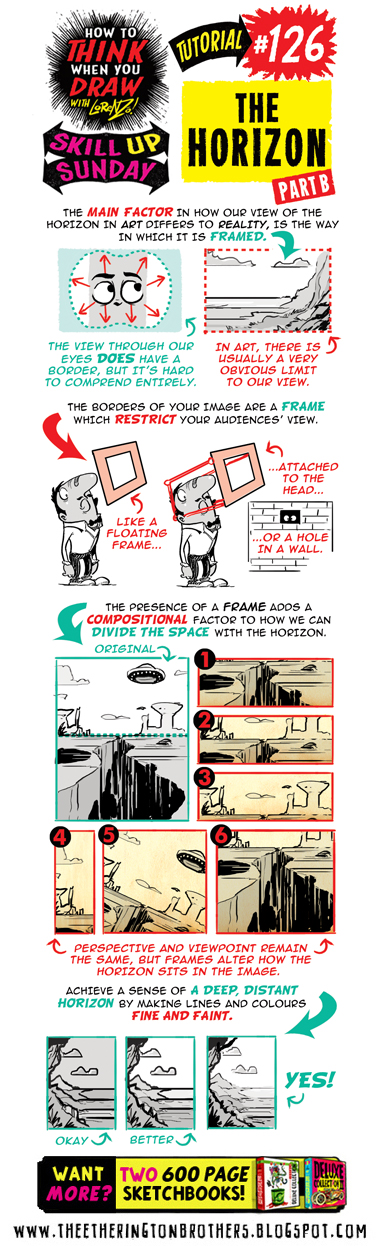 HOW TO
THINK
WHEN YOU
DRAW
WITH LORENZO!
TUTORIAL
#126
SKILL UP
SUNDAY
THE
HORIZON
PART B
THE MAIN FACTOR IN HOW OUR VIEW OF THE
HORIZON IN ART DIFFERS TO REALITY, IS THE WAY
IN WHICH IT IS FRAMED.
THE VIEW THROUGH OUR
EYES DOES HAVE A
BORDER, BUT IT'S HARD
TO COMPREND ENTIRELY.
IN ART, THERE IS
USUALLY A VERY
OBVIOUS LIMIT
TO OUR VIEW.
THE BORDERS OF YOUR IMAGE ARE A FRAME
WHICH RESTRICT YOUR AUDIENCES' VIEW.
LIKE A
FLOATING
FRAME...
...ATTACHED
TO THE
HEAD...
...OR A HOLE
IN A WALL.
THE PRESENCE OF A FRAME ADDS A
COMPOSITIONAL FACTOR TO HOW WE CAN
DIVIDE THE SPACE WITH THE HORIZON.
ORIGINAL
1
2
3
4
5
6
PERSPECTIVE AND VIEWPOINT REMAIN
THE SAME, BUT FRAMES ALTER HOW THE
HORIZON SITS IN THE IMAGE.
ACHIEVE A SENSE OF A DEEP, DISTANT
HORIZON BY MAKING LINES AND COLOURS
FINE AND FAINT.
YES!
OKAY
BETTER
WANT
MORE?
TWO 600 PAGE
SKETCHBOOKS!
DELUXE
WWW.THEETHERINGTONBROTHERS.BLOGSPOT.COM